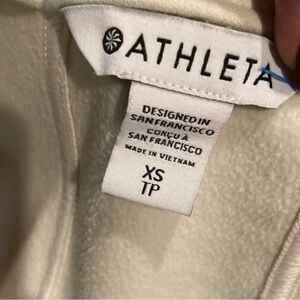 ATHLETA
DESIGNED IN
SAN FRANCISCO
CONÇU À
SAN FRANCISCO
MADE IN VIETNAM
XS
TP